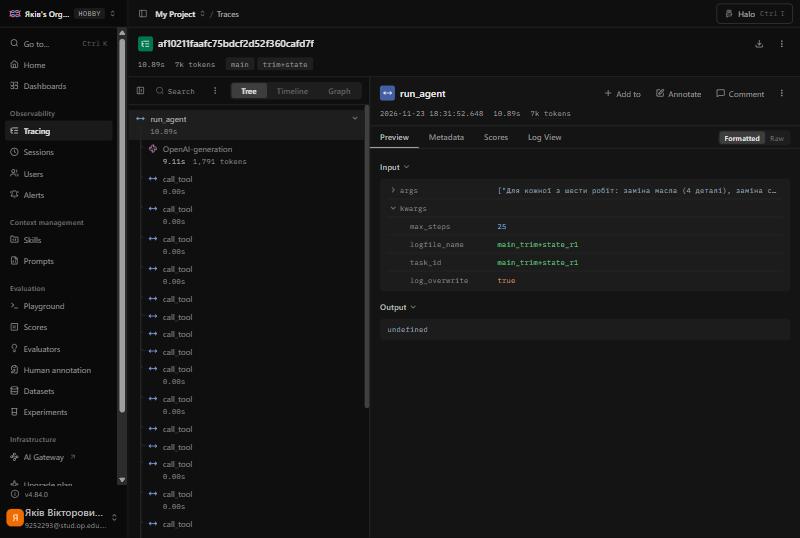 Яків's Org... HOBBY
My Project / Traces
Halo Ctrl I
Go to... Ctrl K
Home
Dashboards
Observability
Tracing
Sessions
Users
Alerts
Context management
Skills
Prompts
Evaluation
Playground
Scores
Evaluators
Human annotation
Datasets
Experiments
Infrastructure
AI Gateway
Upgrade plan
v4.84.0
Я
Яків Вікторови...
9252293@stud.op.edu...
af10211faafc75bdcf2d52f360cafd7f
10.89s 7k tokens main trim+state
Search
Tree Timeline Graph
run_agent
10.89s
OpenAI-generation
9.11s 1,791 tokens
call_tool
0.00s
call_tool
0.00s
call_tool
0.00s
call_tool
0.00s
call_tool
call_tool
call_tool
call_tool
call_tool
0.00s
call_tool
0.00s
call_tool
call_tool
call_tool
0.00s
call_tool
0.00s
call_tool
run_agent
Add to Annotate Comment
2026-11-23 18:31:52.648 10.89s 7k tokens
Preview Metadata Scores Log View
Formatted Raw
Input
args ["Для кожної з шести робіт: заміна масла (4 деталі), заміна с…
kwargs
max_steps 25
logfile_name main_trim+state_r1
task_id main_trim+state_r1
log_overwrite true
Output
undefined